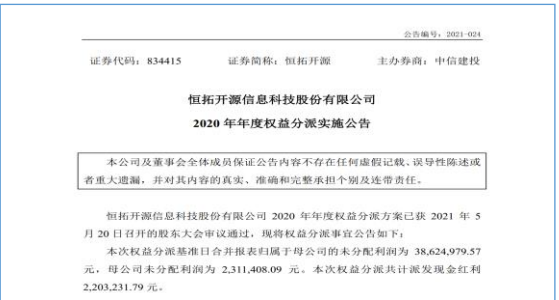 公告编号：2021-024
证券代码：834415 证券简称：恒拓开源 主办券商：中信建投
恒拓开源信息科技股份有限公司
2020 年年度权益分派实施公告
本公司及董事会全体成员保证公告内容不存在任何虚假记载、误导性陈述或
者重大遗漏，并对其内容的真实、准确和完整承担个别及连带责任。
恒拓开源信息科技股份有限公司 2020 年年度权益分派方案已获 2021 年 5
月 20 日召开的股东大会审议通过，现将权益分派事宜公告如下：
本次权益分派基准日合并报表归属于母公司的未分配利润为 38,624,979.57
元，母公司未分配利润为 2,311,408.09 元。本次权益分派共计派发现金红利
2,203,231.79 元。